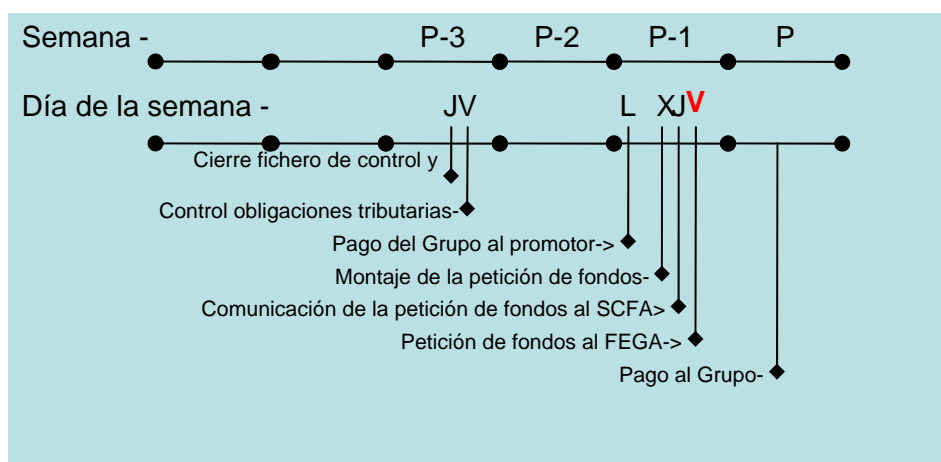 Semana - P-3 P-2 P-1 P
Día de la semana - JV L XJV
Cierre fichero de control y
Control obligaciones tributarias-
Pago del Grupo al promotor->
Montaje de la petición de fondos-
Comunicación de la petición de fondos al SCFA>
Petición de fondos al FEGA->
Pago al Grupo-